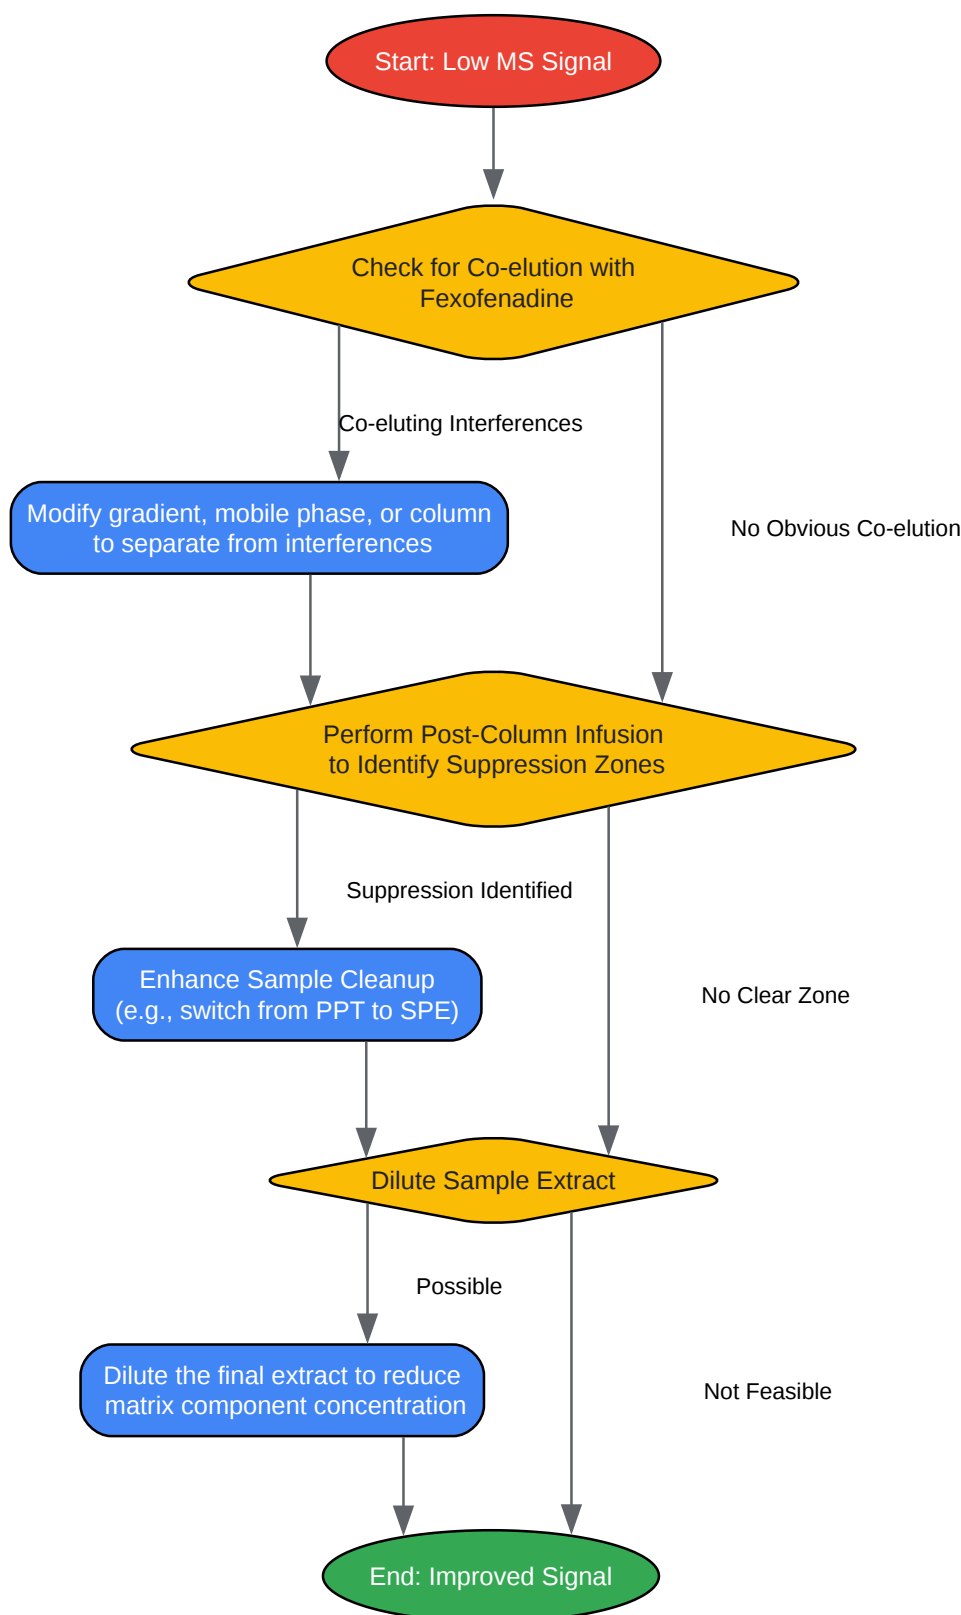 Start: Low MS Signal
Check for Co-elution with
Fexofenadine
Co-eluting Interferences
Modify gradient, mobile phase, or column
to separate from interferences
No Obvious Co-elution
Perform Post-Column Infusion
to Identify Suppression Zones
Suppression Identified
Enhance Sample Cleanup
(e.g., switch from PPT to SPE)
No Clear Zone
Dilute Sample Extract
Possible
Dilute the final extract to reduce
matrix component concentration
Not Feasible
End: Improved Signal